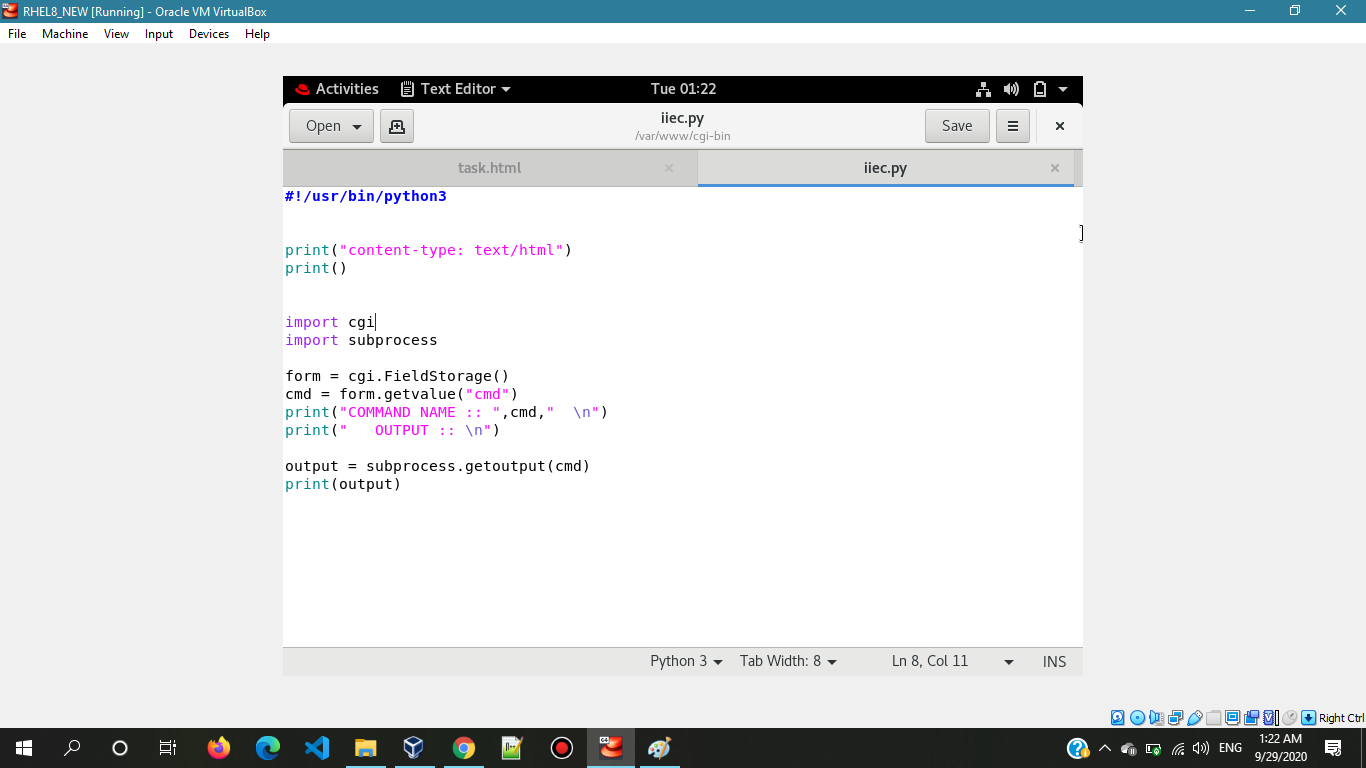 RHEL8_NEW [Running] - Oracle VM VirtualBox
File Machine View Input Devices Help
Activities Text Editor Tue 01:22
Open iiec.py Save
/var/www/cgi-bin
task.html iiec.py
#!/usr/bin/python3
print("content-type: text/html")
print()
import cgi
import subprocess
form = cgi.FieldStorage()
cmd = form.getvalue("cmd")
print("COMMAND NAME :: ",cmd,"  \n")
print("   OUTPUT :: \n")
output = subprocess.getoutput(cmd)
print(output)
Python 3 Tab Width: 8 Ln 8, Col 11 INS
Right Ctrl
ENG 1:22 AM
9/29/2020